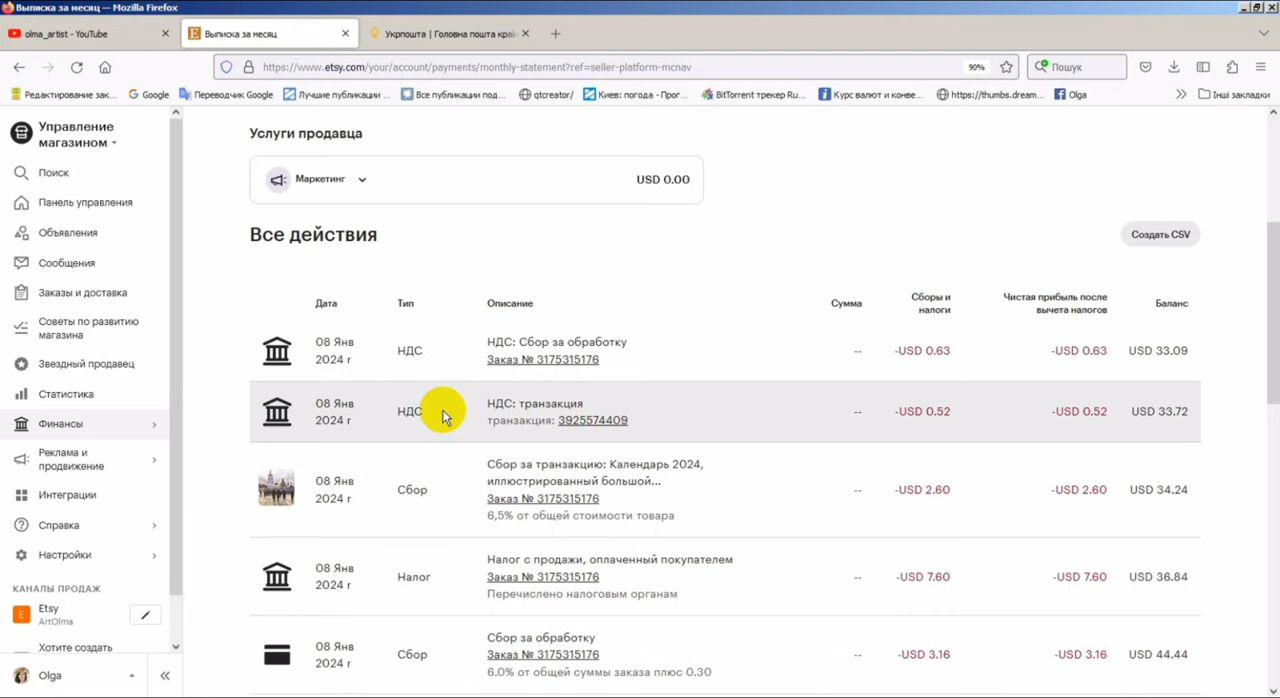 Выписка за месяц — Mozilla Firefox
olma_artist - YouTube
Выписка за месяц
Укрпошта | Головна пошта краї
https://www.etsy.com/your/account/payments/monthly-statement?ref=seller-platform-mcnav
90%
Пошук
Редактирование зак...
Google
Переводчик Google
Лучшие публикации ...
Все публикации под...
qtcreator/
Киев: погода - Прог...
BitTorrent трекер Ru...
Курс валют и конве...
https://thumbs.dream...
Olga
Інші закладки
Управление
магазином
Поиск
Панель управления
Объявления
Сообщения
Заказы и доставка
Советы по развитию
магазина
Звездный продавец
Статистика
Финансы
Реклама и
продвижение
Интеграции
Справка
Настройки
КАНАЛЫ ПРОДАЖ
Etsy
ArtOlma
Хотите создать
Olga
Услуги продавца
Маркетинг
USD 0.00
Все действия
Создать CSV
Дата
Тип
Описание
Сумма
Сборы и
налоги
Чистая прибыль после
вычета налогов
Баланс
08 Янв
2024 г
НДС
НДС: Сбор за обработку
Заказ № 3175315176
--
-USD 0.63
-USD 0.63
USD 33.09
08 Янв
2024 г
НДС
НДС: транзакция
транзакция: 3925574409
--
-USD 0.52
-USD 0.52
USD 33.72
08 Янв
2024 г
Сбор
Сбор за транзакцию: Календарь 2024,
иллюстрированный большой...
Заказ № 3175315176
6,5% от общей стоимости товара
--
-USD 2.60
-USD 2.60
USD 34.24
08 Янв
2024 г
Налог
Налог с продажи, оплаченный покупателем
Заказ № 3175315176
Перечислено налоговым органам
--
-USD 7.60
-USD 7.60
USD 36.84
08 Янв
2024 г
Сбор
Сбор за обработку
Заказ № 3175315176
6.0% от общей суммы заказа плюс 0.30
--
-USD 3.16
-USD 3.16
USD 44.44